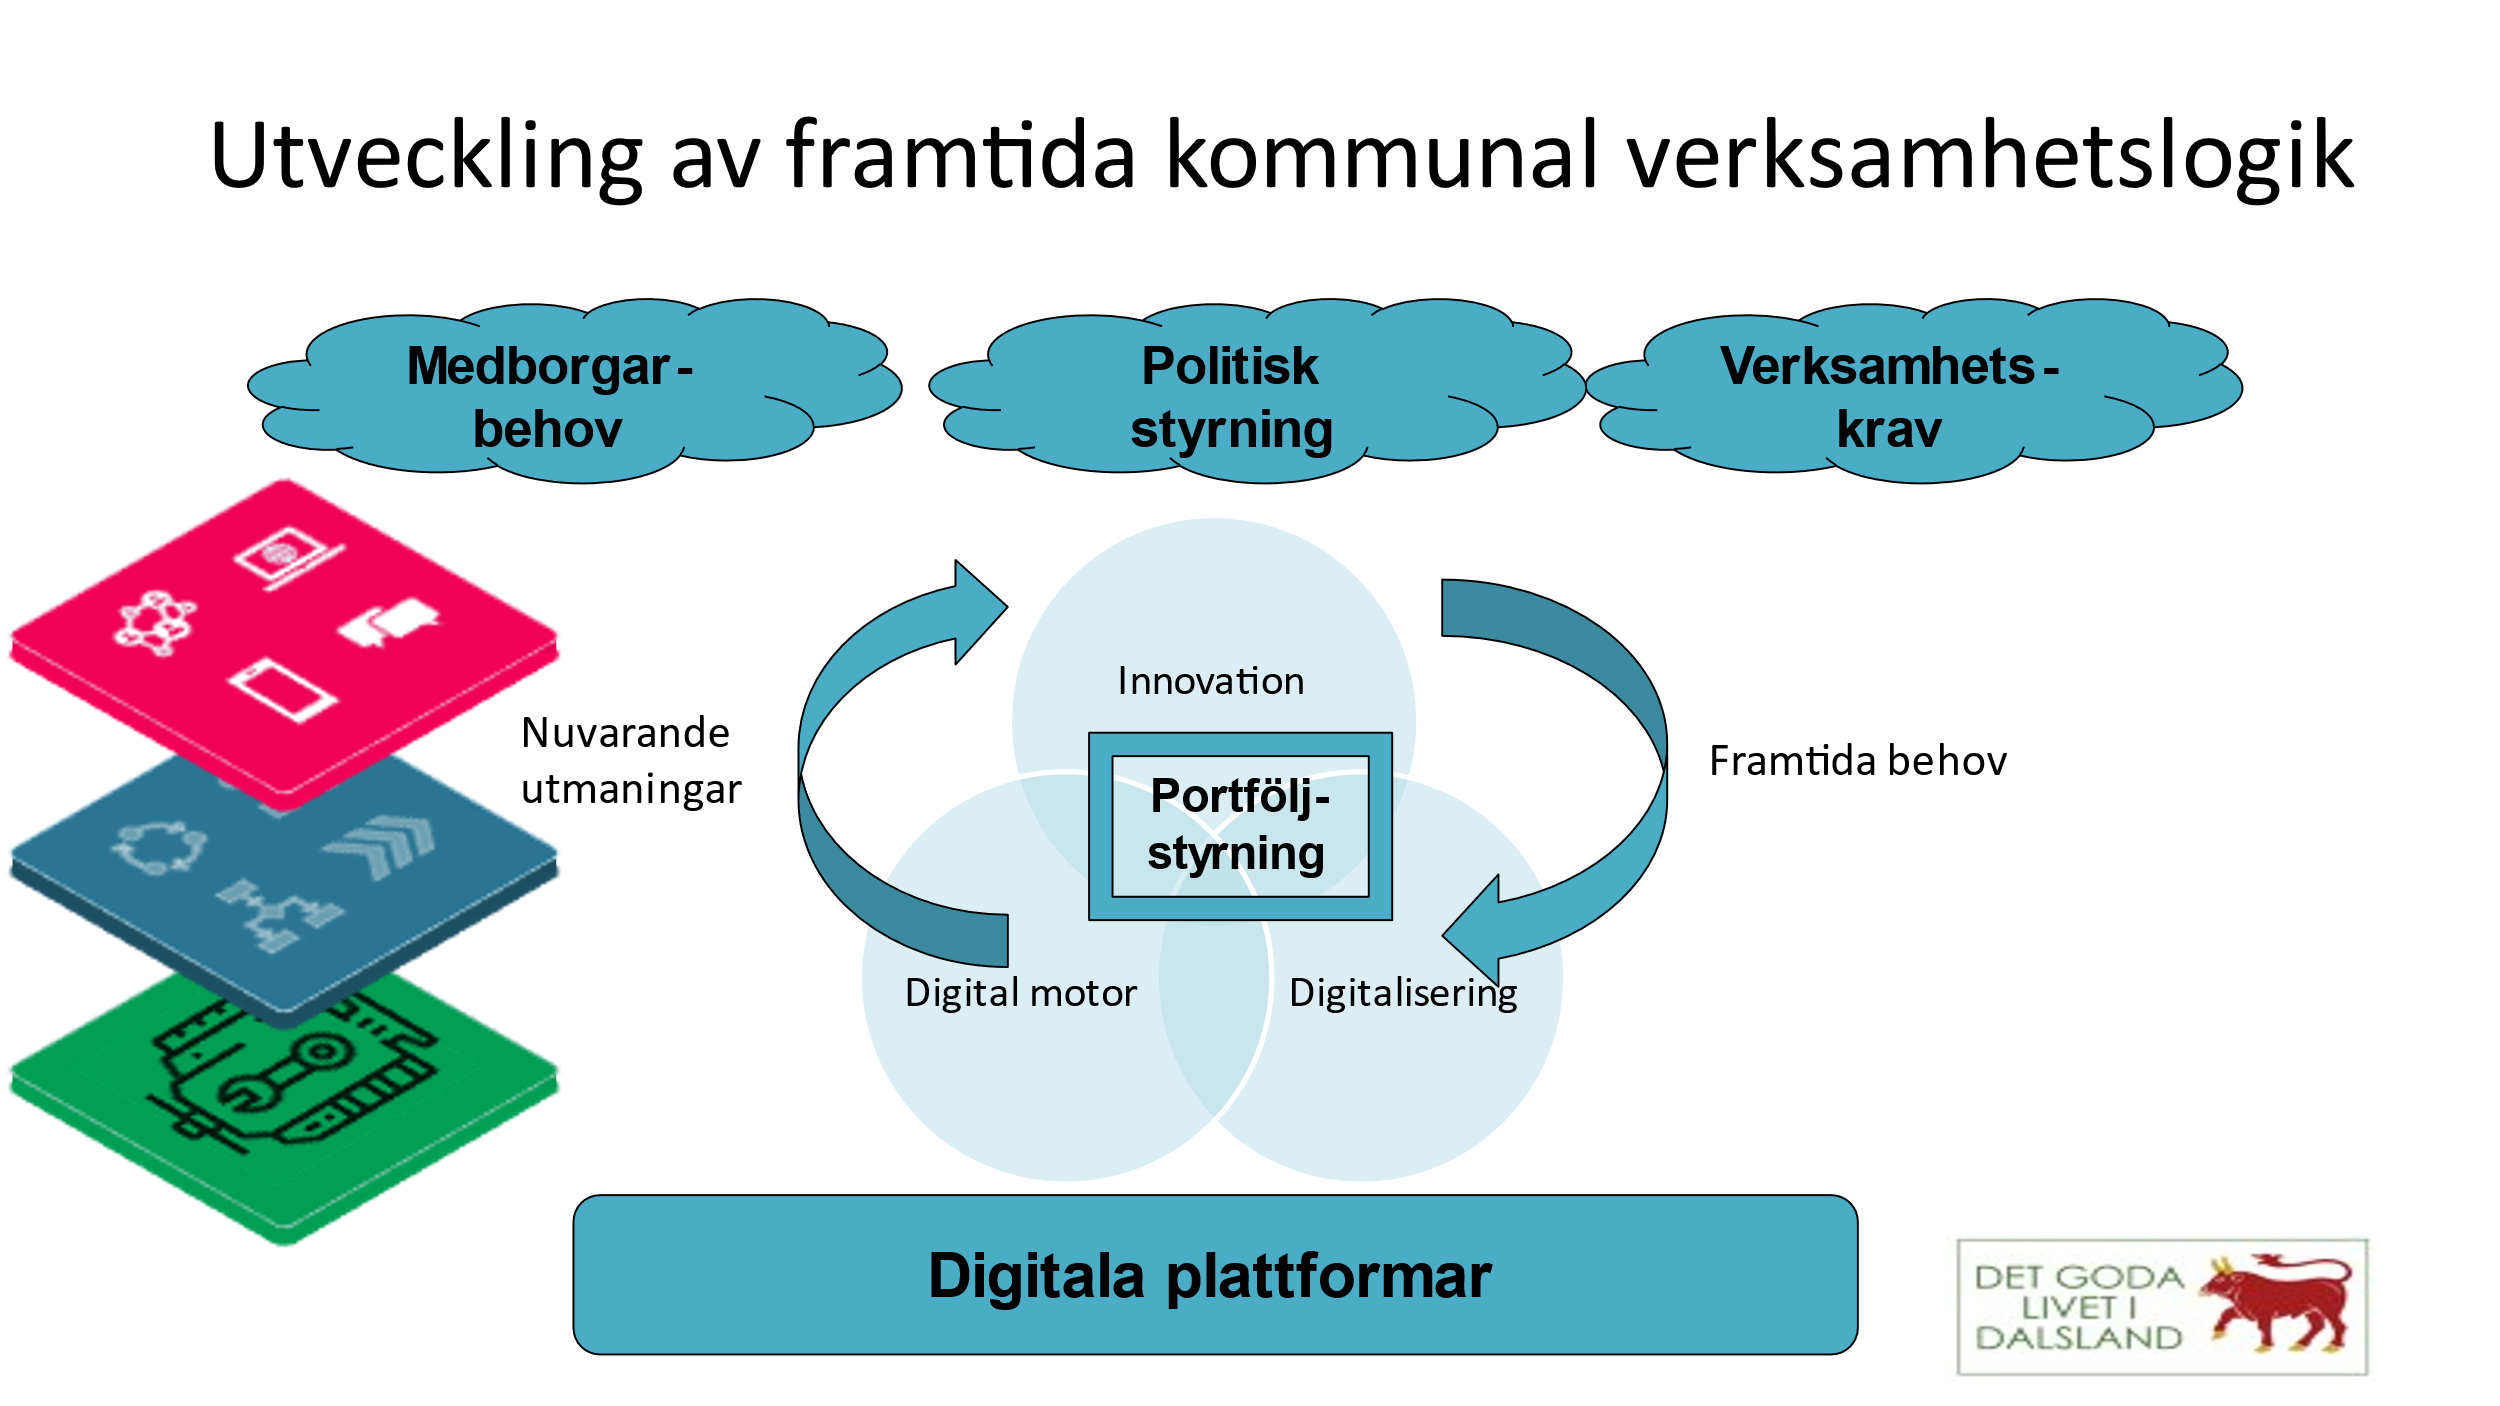 Utveckling av framtida kommunal verksamhetslogik
Medborgar-
behov
Politisk
styrning
Verksamhets-
krav
Nuvarande
utmaningar
Innovation
Portfölj-
styrning
Framtida behov
Digital motor
Digitalisering
Digitala plattformar
DET GODA
LIVET I
DALSLAND